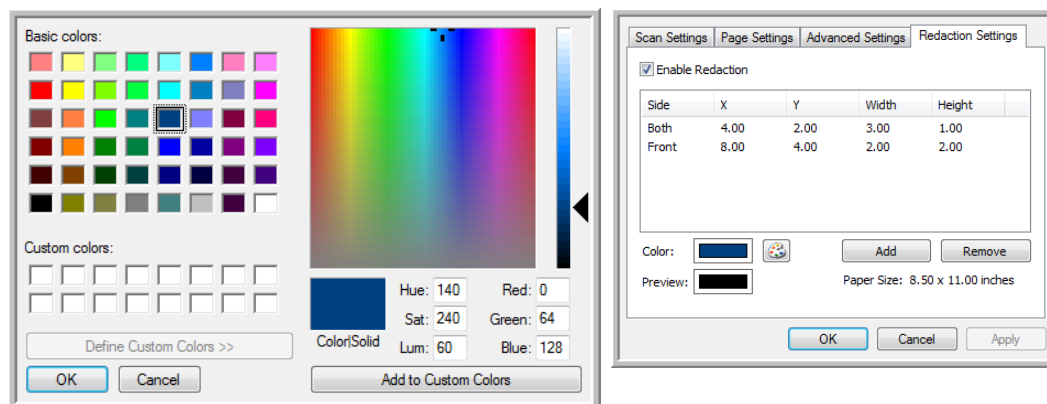 Basic colors:
Custom colors:
Define Custom Colors >>
OK Cancel
Color|Solid
Hue: 140 Red: 0
Sat: 240 Green: 64
Lum: 60 Blue: 128
Add to Custom Colors
Scan Settings Page Settings Advanced Settings Redaction Settings
Enable Redaction
Side X Y Width Height
Both 4.00 2.00 3.00 1.00
Front 8.00 4.00 2.00 2.00
Color: Add Remove
Preview: Paper Size: 8.50 x 11.00 inches
OK Cancel Apply